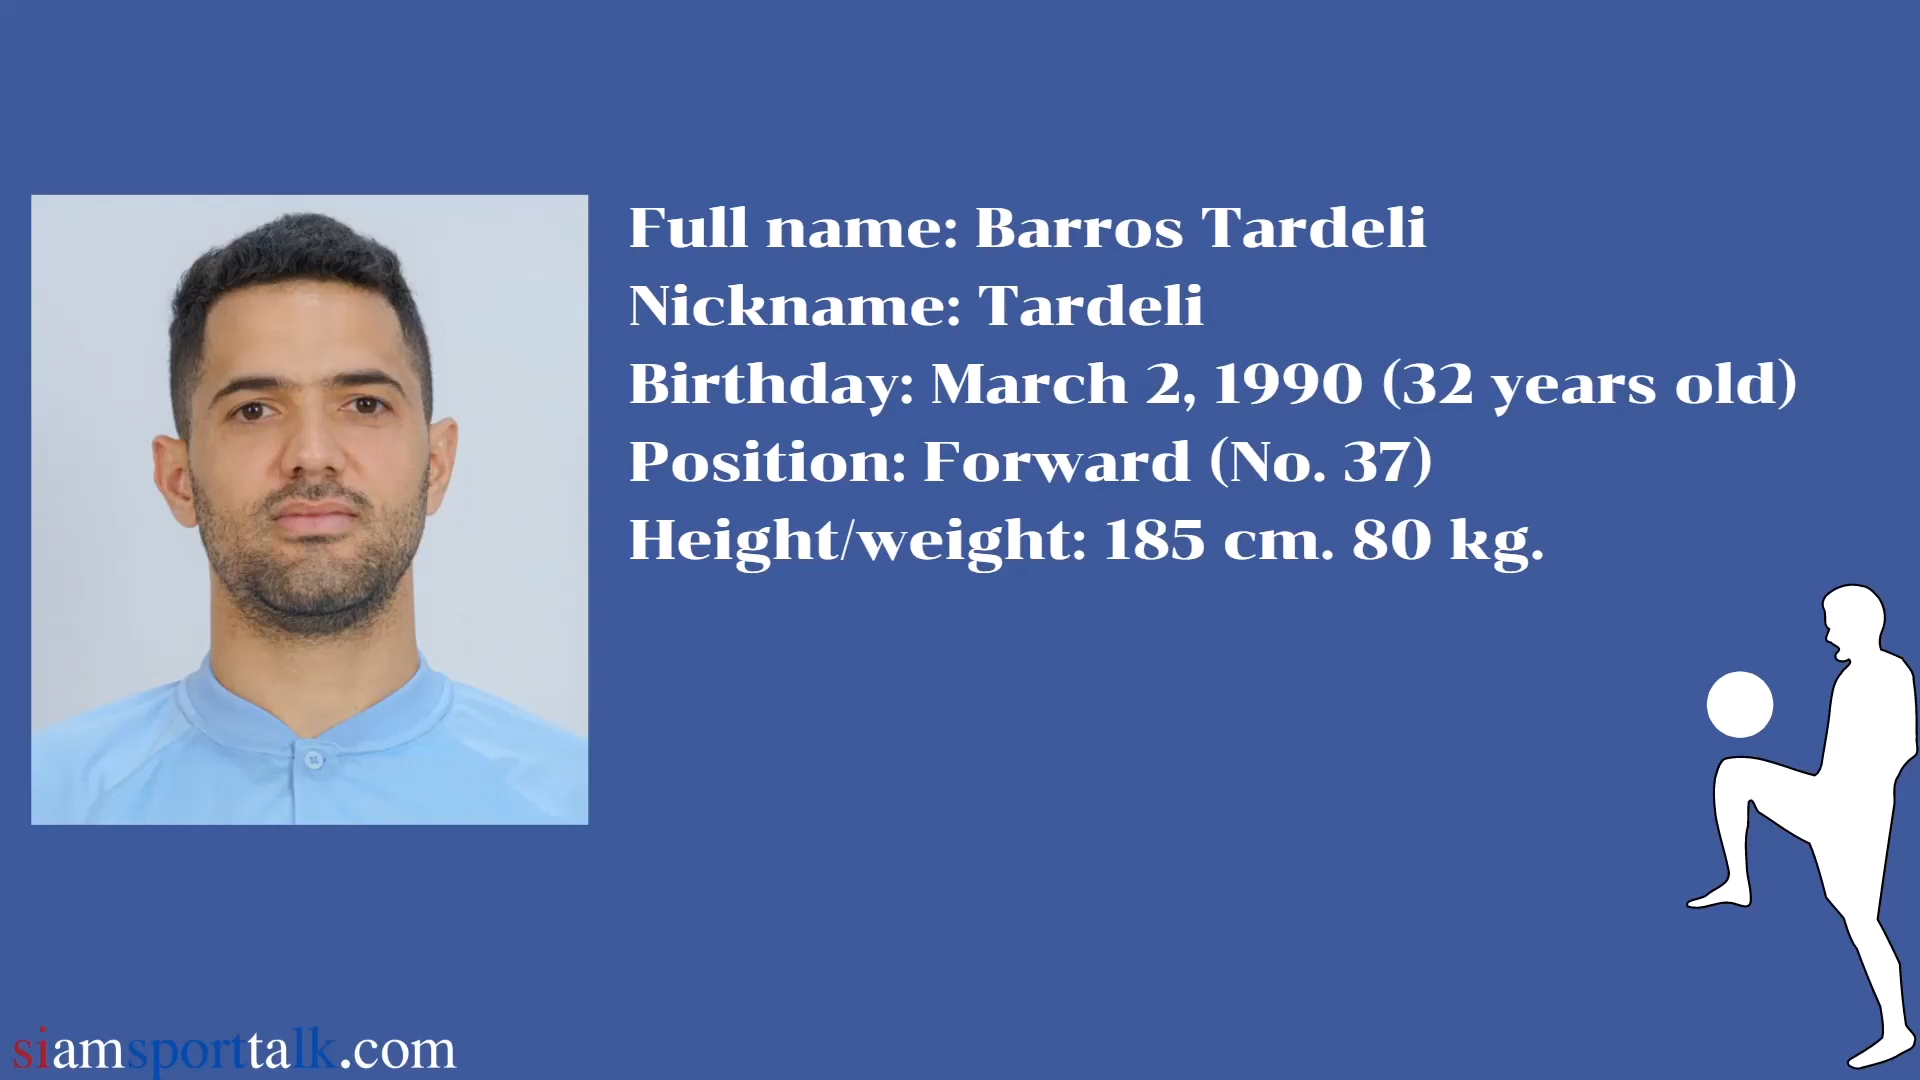 Full name: Barros Tardeli
Nickname: Tardeli
Birthday: March 2, 1990 (32 years old)
Position: Forward (No. 37)
Height/weight: 185 cm. 80 kg.
siamsporttalk.com